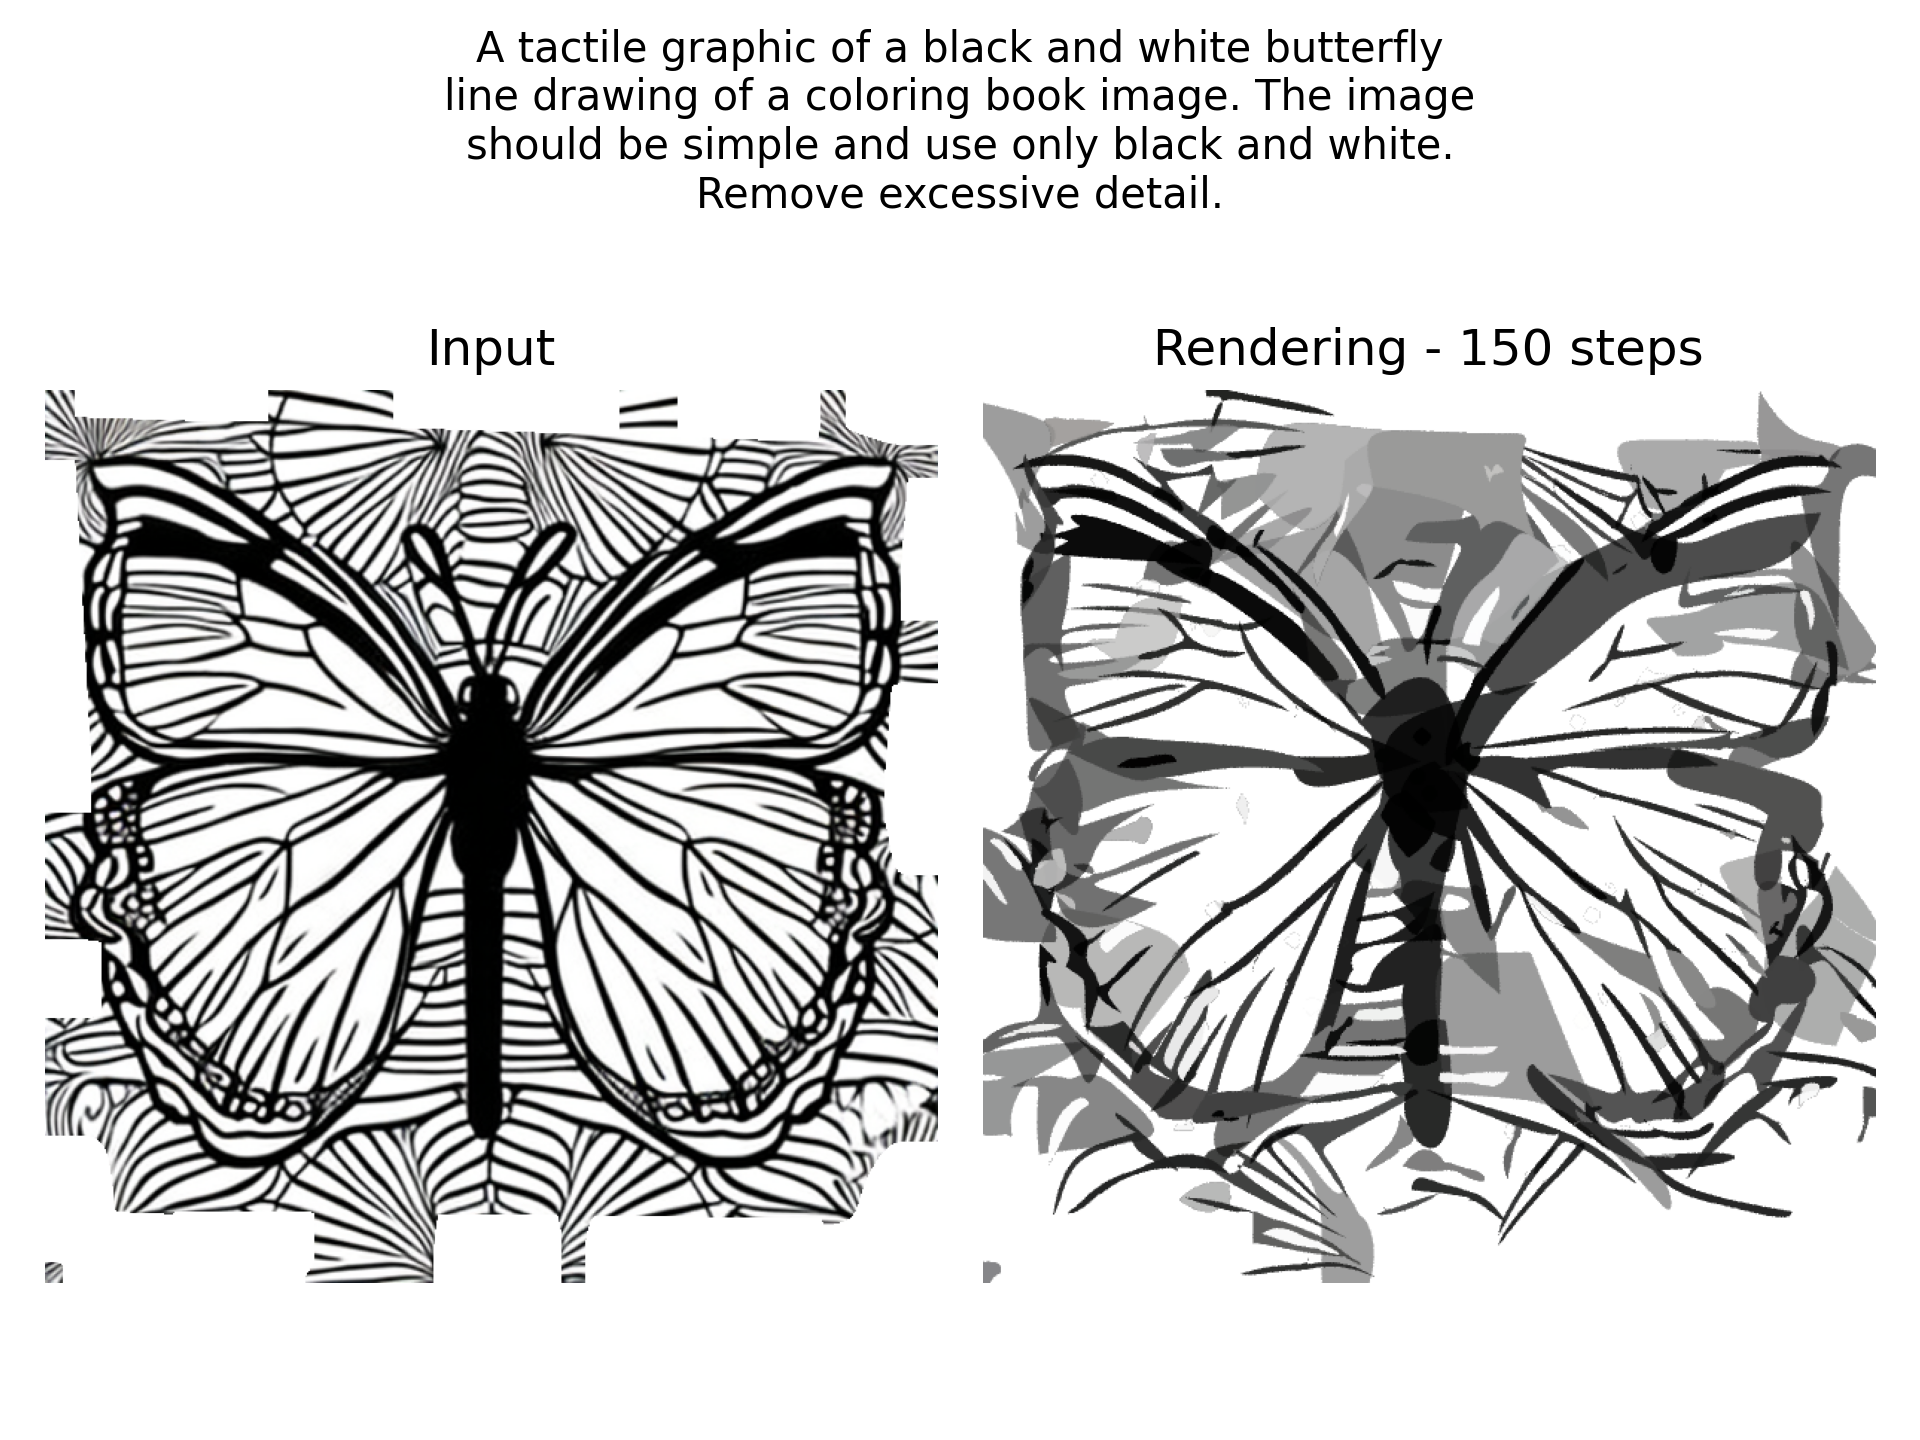 A tactile graphic of a black and white butterfly
line drawing of a coloring book image. The image
should be simple and use only black and white.
Remove excessive detail.
Input
Rendering - 150 steps